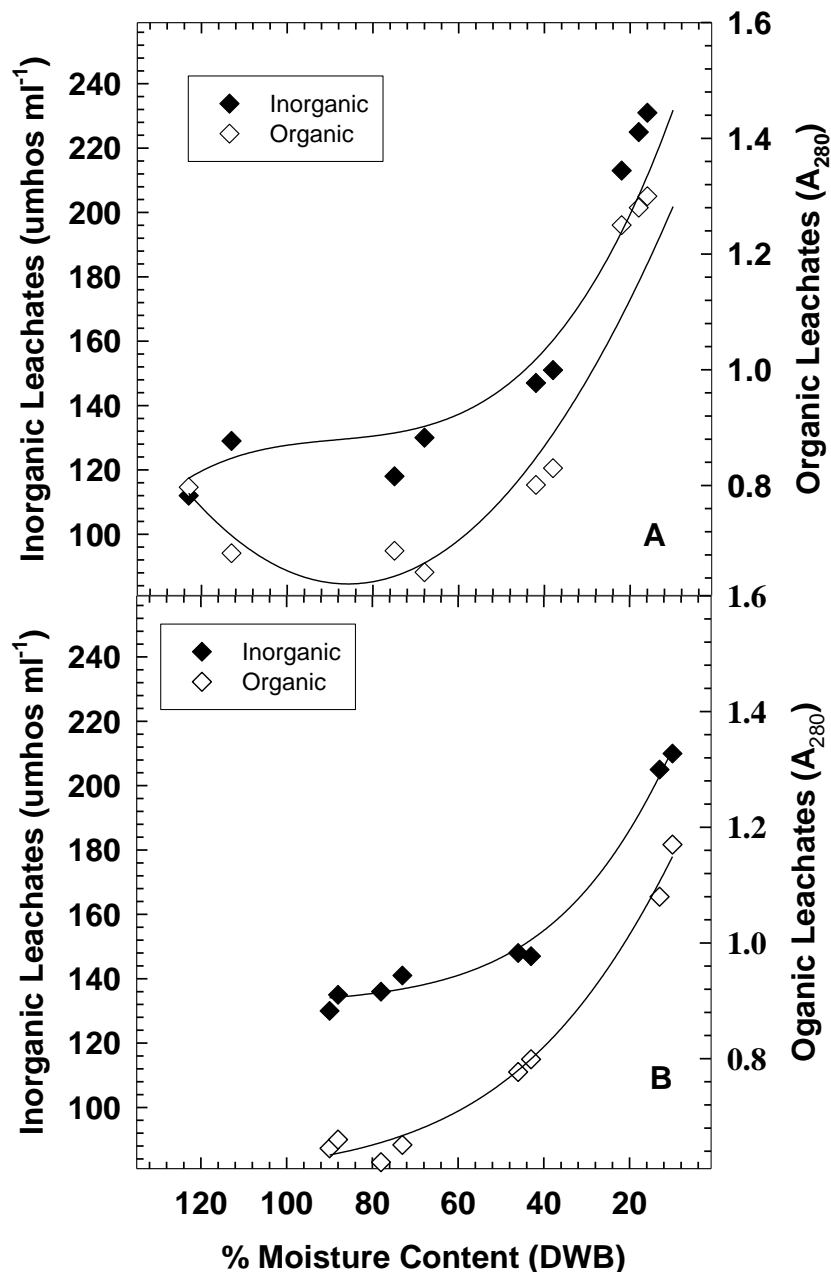 1.6
240
220
200
180
160
140
120
100
Inorganic Leachates (umhos ml⁻¹)
Inorganic
Organic
1.4
1.2
1.0
0.8
Organic Leachates (A₂₈₀)
A
1.6
240
220
200
180
160
140
120
100
Inorganic Leachates (umhos ml⁻¹)
Inorganic
Organic
1.4
1.2
1.0
0.8
Oganic Leachates (A₂₈₀)
B
120 100 80 60 40 20
% Moisture Content (DWB)